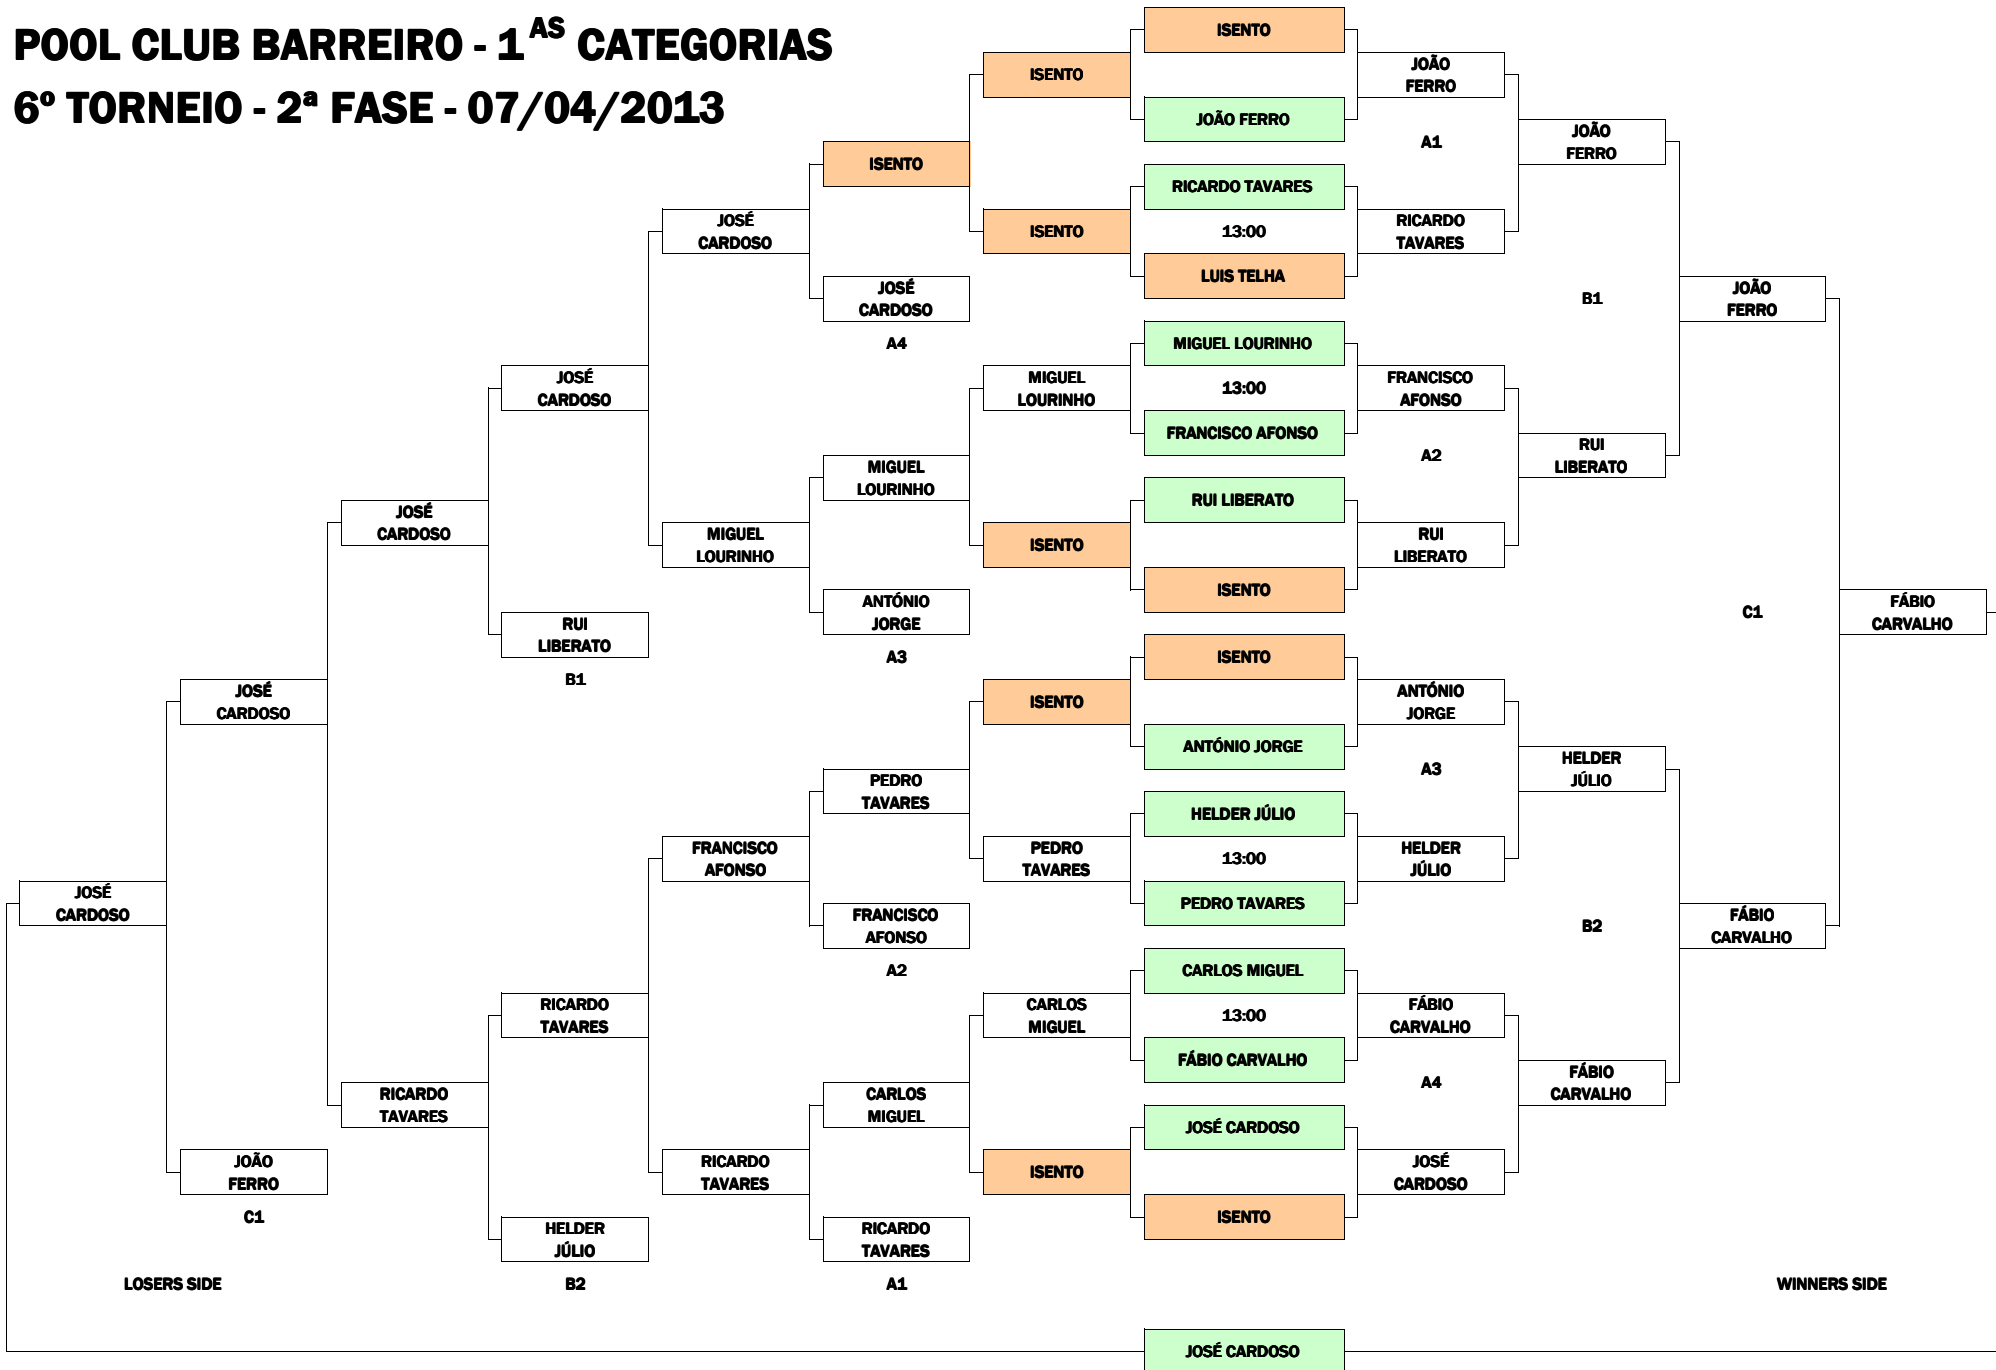 POOL CLUB BARREIRO - 1AS CATEGORIAS
6º TORNEIO - 2ª FASE - 07/04/2013
ISENTO
ISENTO
JOÃO
FERRO
JOÃO FERRO
A1
JOÃO
FERRO
ISENTO
RICARDO TAVARES
JOSÉ
CARDOSO
ISENTO
13:00
RICARDO
TAVARES
LUIS TELHA
JOSÉ
CARDOSO
B1
JOÃO
FERRO
A4
MIGUEL LOURINHO
JOSÉ
CARDOSO
MIGUEL
LOURINHO
13:00
FRANCISCO
AFONSO
FRANCISCO AFONSO
A2
RUI
LIBERATO
MIGUEL
LOURINHO
RUI LIBERATO
JOSÉ
CARDOSO
MIGUEL
LOURINHO
ISENTO
RUI
LIBERATO
ISENTO
ANTÓNIO
JORGE
RUI
LIBERATO
C1
FÁBIO
CARVALHO
A3
ISENTO
B1
JOSÉ
CARDOSO
ISENTO
ANTÓNIO
JORGE
ANTÓNIO JORGE
A3
HELDER
JÚLIO
PEDRO
TAVARES
HELDER JÚLIO
FRANCISCO
AFONSO
PEDRO
TAVARES
13:00
HELDER
JÚLIO
JOSÉ
CARDOSO
PEDRO TAVARES
FRANCISCO
AFONSO
B2
FÁBIO
CARVALHO
A2
CARLOS MIGUEL
RICARDO
TAVARES
CARLOS
MIGUEL
13:00
FÁBIO
CARVALHO
FÁBIO CARVALHO
A4
FÁBIO
CARVALHO
RICARDO
TAVARES
CARLOS
MIGUEL
JOSÉ CARDOSO
JOÃO
FERRO
RICARDO
TAVARES
ISENTO
JOSÉ
CARDOSO
C1
HELDER
JÚLIO
RICARDO
TAVARES
ISENTO
LOSERS SIDE
B2
A1
WINNERS SIDE
JOSÉ CARDOSO